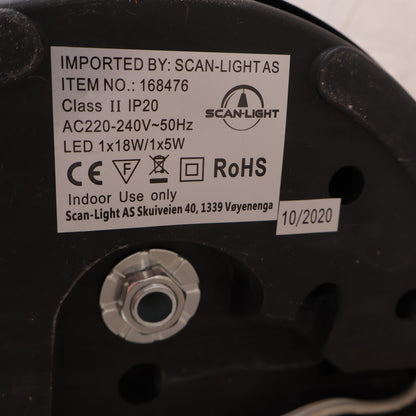 IMPORTED BY: SCAN-LIGHT AS
ITEM NO.: 168476
Class II IP20
AC220-240V~50Hz
LED 1x18W/1x5W
SCAN-LIGHT
CE F RoHS
Indoor Use only
Scan-Light AS Skuiveien 40, 1339 Vøyenenga
10/2020